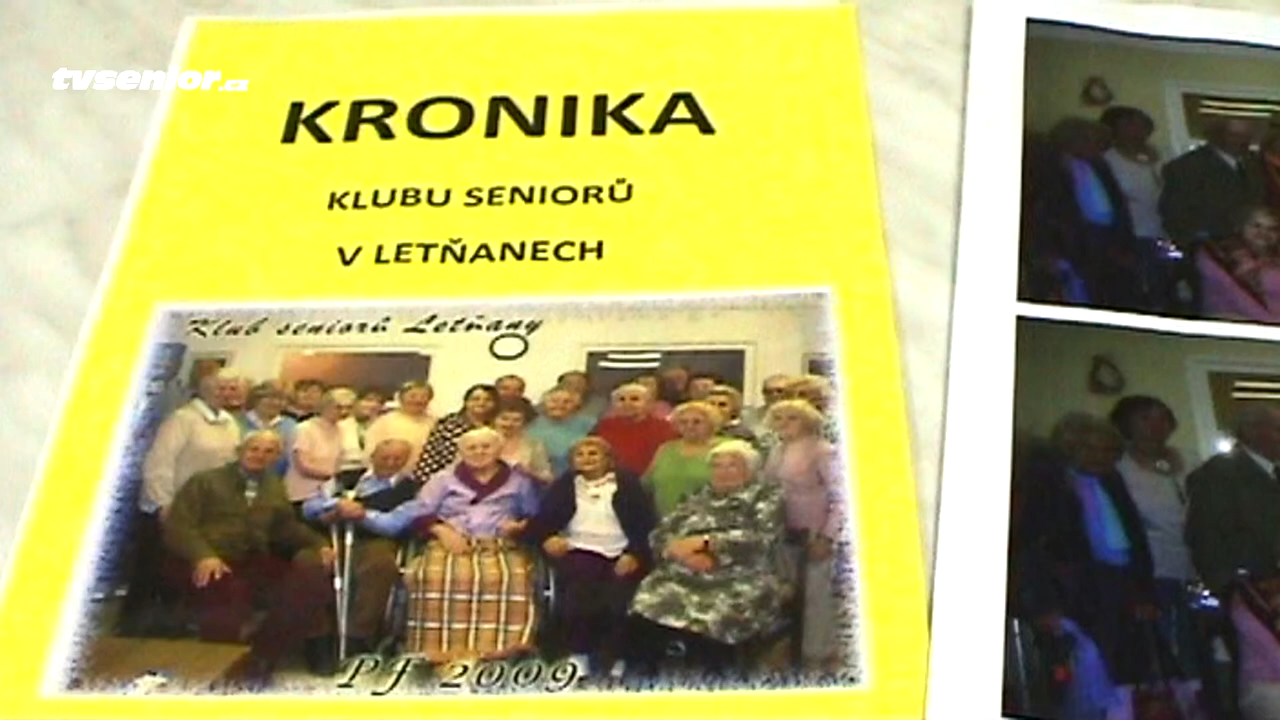 tvsenior.cz
KRONIKA
KLUBU SENIORŮ
V LETŇANECH
Klub seniorů Letňany
PF 2009